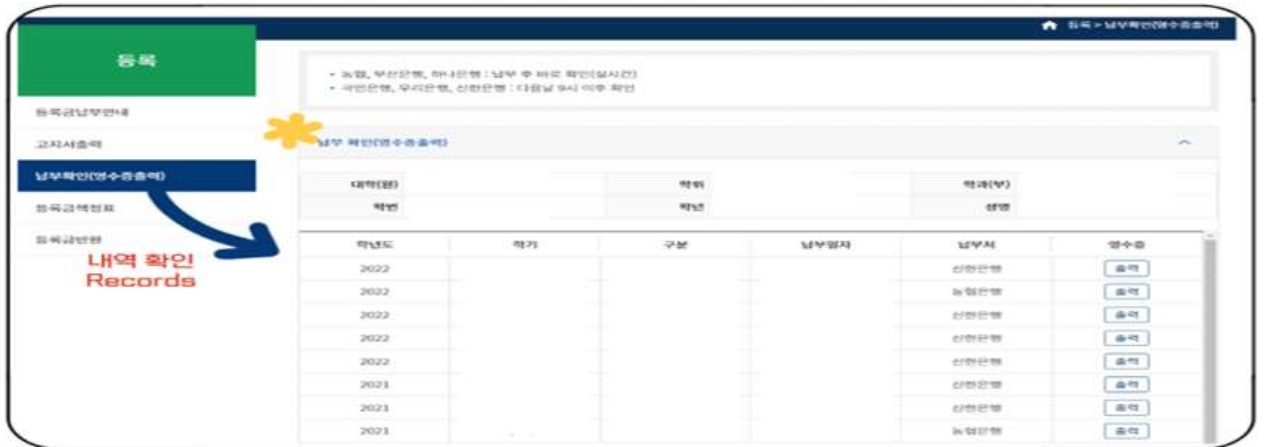 등록 > 납부확인(영수증출력)
등록
• 농협, 부산은행, 하나은행 : 납부 후 바로 확인(실시간)
• 국민은행, 우리은행, 신한은행 : 다음날 9시 이후 확인
등록금납부안내
고지서출력
납부확인(영수증출력)
등록금책정표
등록금반환
내역 확인
Records
납부 확인(영수증출력)
대학(원) 학위 학과(부)
학번 학년 성명
학년도 학기 구분 납부일자 납부처 영수증
2022 신한은행 출력
2022 농협은행 출력
2022 신한은행 출력
2022 신한은행 출력
2022 신한은행 출력
2021 신한은행 출력
2021 신한은행 출력
2021 농협은행 출력